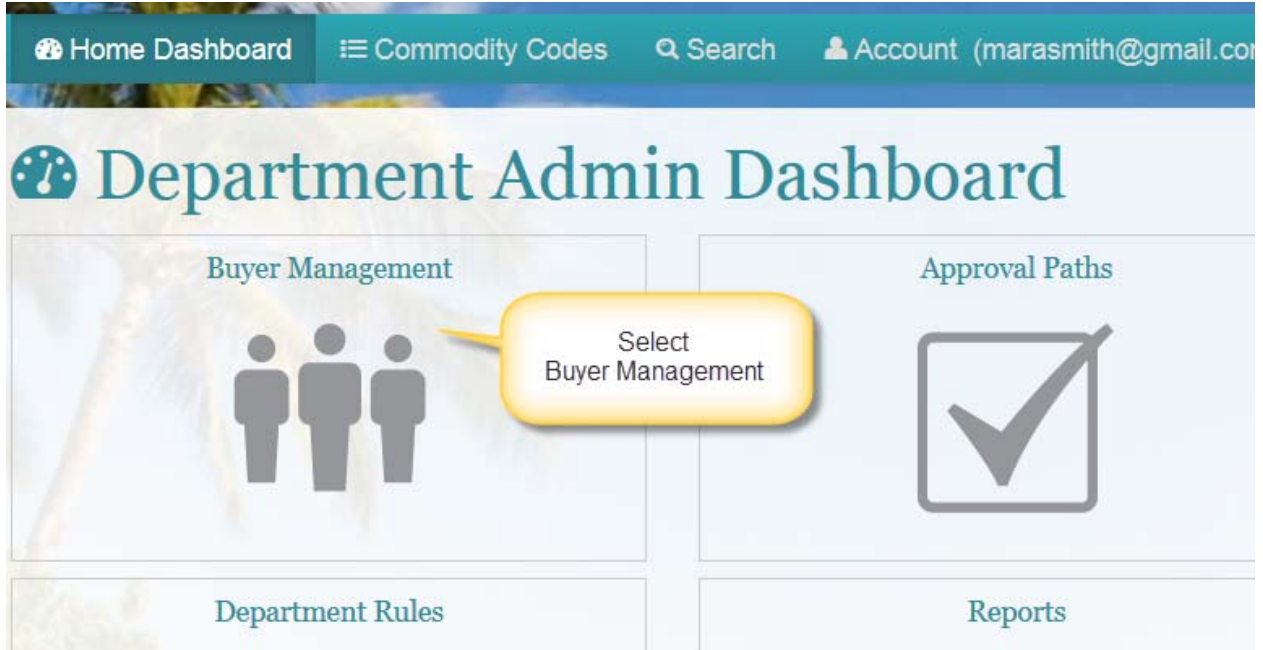 Home Dashboard Commodity Codes Search Account (marasmith@gmail.com
Department Admin Dashboard
Buyer Management Approval Paths
Select
Buyer Management
Department Rules Reports